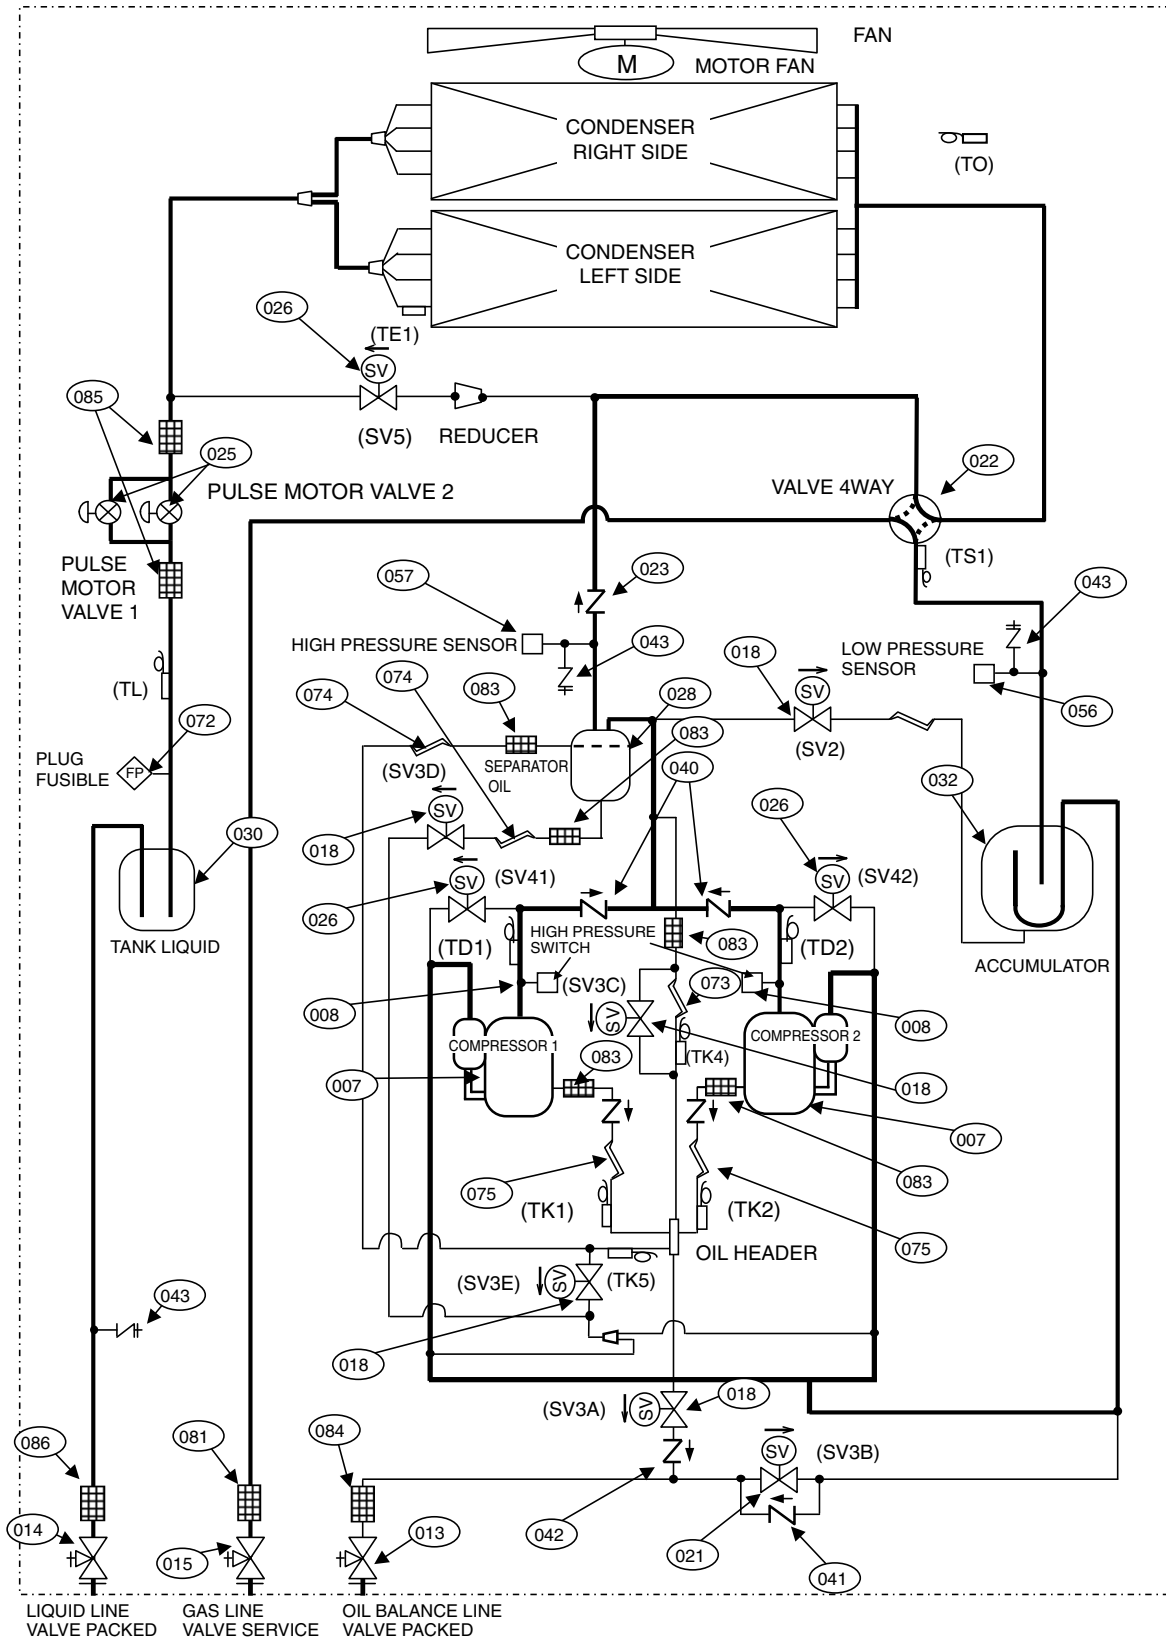 FAN
M
MOTOR FAN
CONDENSER
RIGHT SIDE
(TO)
CONDENSER
LEFT SIDE
026
(TE1)
SV
085
(SV5)
REDUCER
025
022
PULSE MOTOR VALVE 2
VALVE 4WAY
PULSE
MOTOR
VALVE 1
057
023
(TS1)
043
HIGH PRESSURE SENSOR
043
018
LOW PRESSURE
SENSOR
(TL)
074
074
083
028
SV
056
072
083
PLUG
FUSIBLE
FP
(SV3D)
SEPARATOR
OIL
(SV2)
040
032
SV
026
030
018
SV
(SV41)
SV
(SV42)
026
TANK LIQUID
(TD1)
HIGH PRESSURE
SWITCH
083
(TD2)
ACCUMULATOR
008
(SV3C)
073
008
SV
COMPRESSOR 1
COMPRESSOR 2
083
(TK4)
007
018
007
083
075
(TK1)
(TK2)
075
OIL HEADER
(SV3E)
SV
(TK5)
043
018
018
(SV3A)
SV
086
081
084
SV
(SV3B)
014
015
013
042
021
041
LIQUID LINE
VALVE PACKED
GAS LINE
VALVE SERVICE
OIL BALANCE LINE
VALVE PACKED